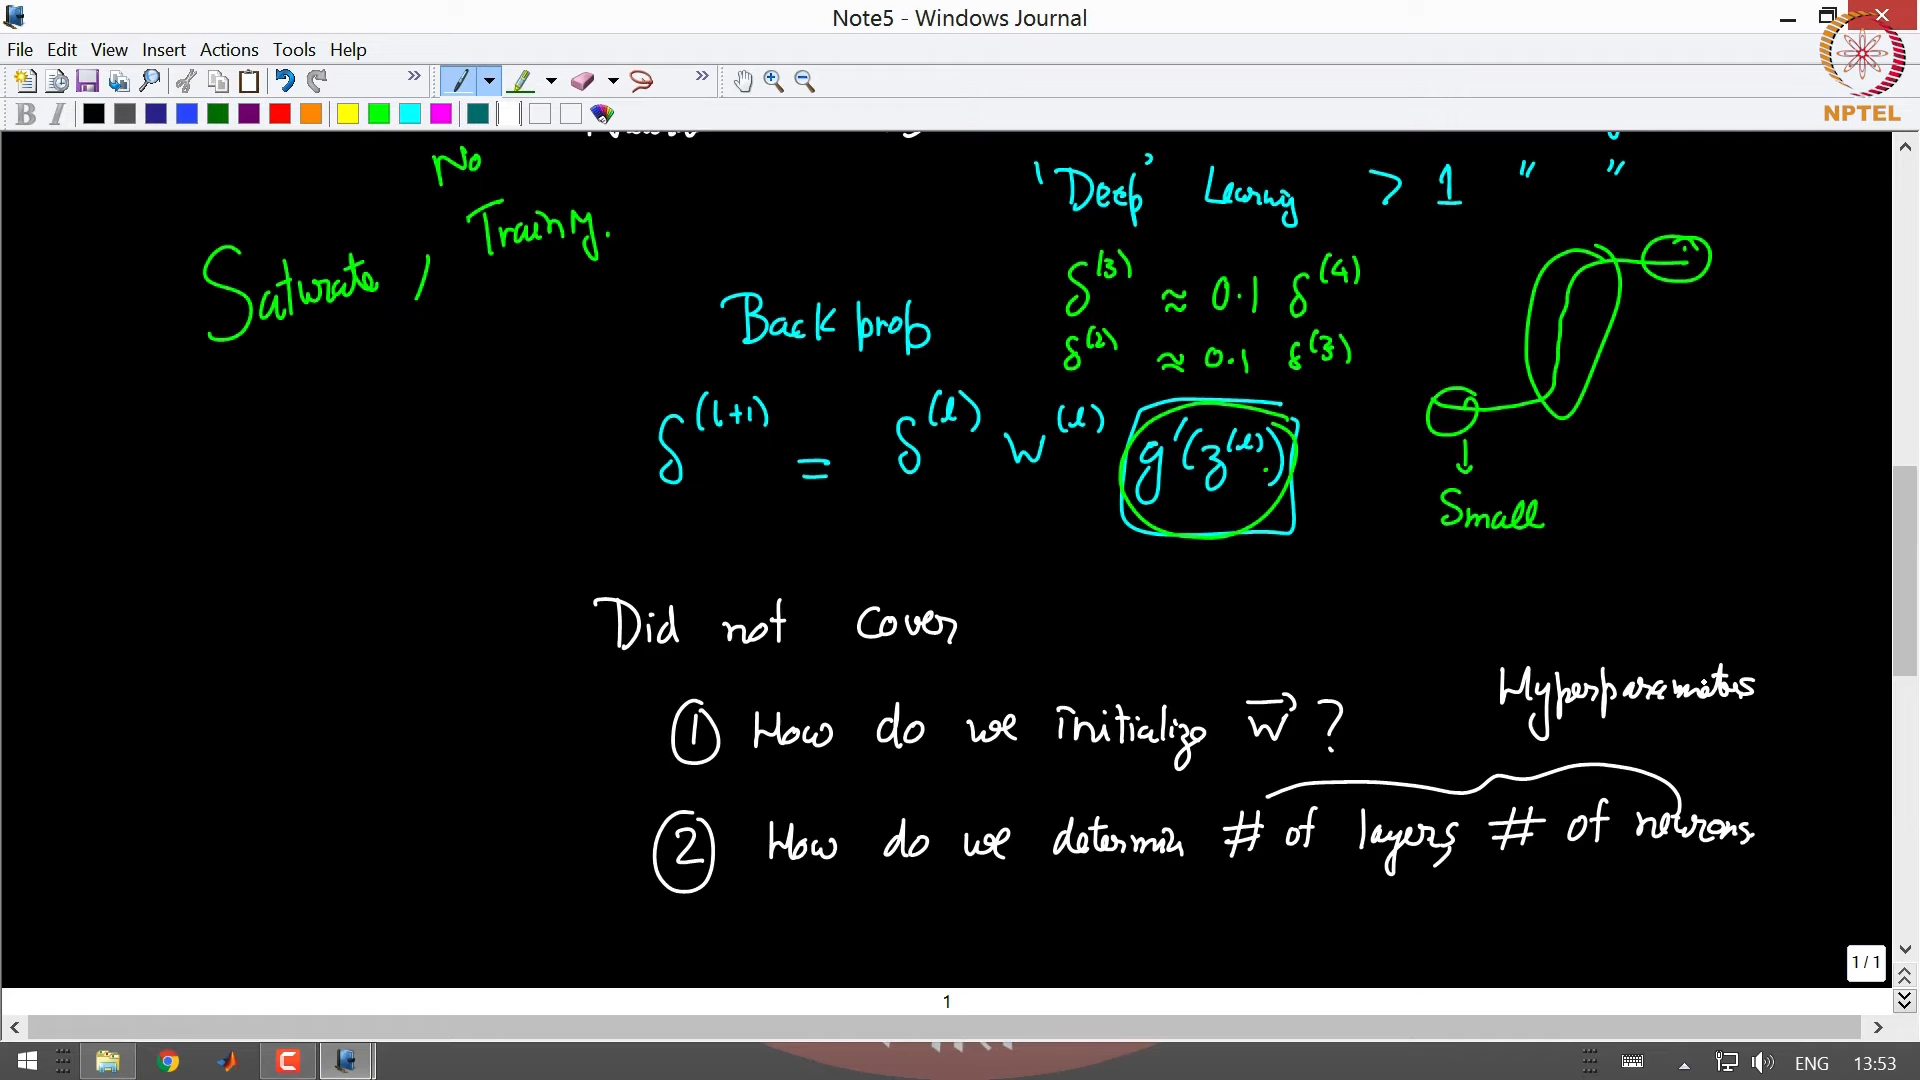 Note5 - Windows Journal
File Edit View Insert Actions Tools Help
B I
NPTEL
No
Training.
Saturate,
'Deep' Learning > 1 " "
δ^(3) ≈ 0.1 δ^(4)
δ^(2) ≈ 0.1 δ^(3)
Back prop
δ^(l+1) = δ^(l) W^(l) g'(z^(l))
Small
Did not cover
Hyperparameters
1 How do we initialize w⃗ ?
2 How do we determin # of layers, # of neurons
1 / 1
1
ENG 13:53